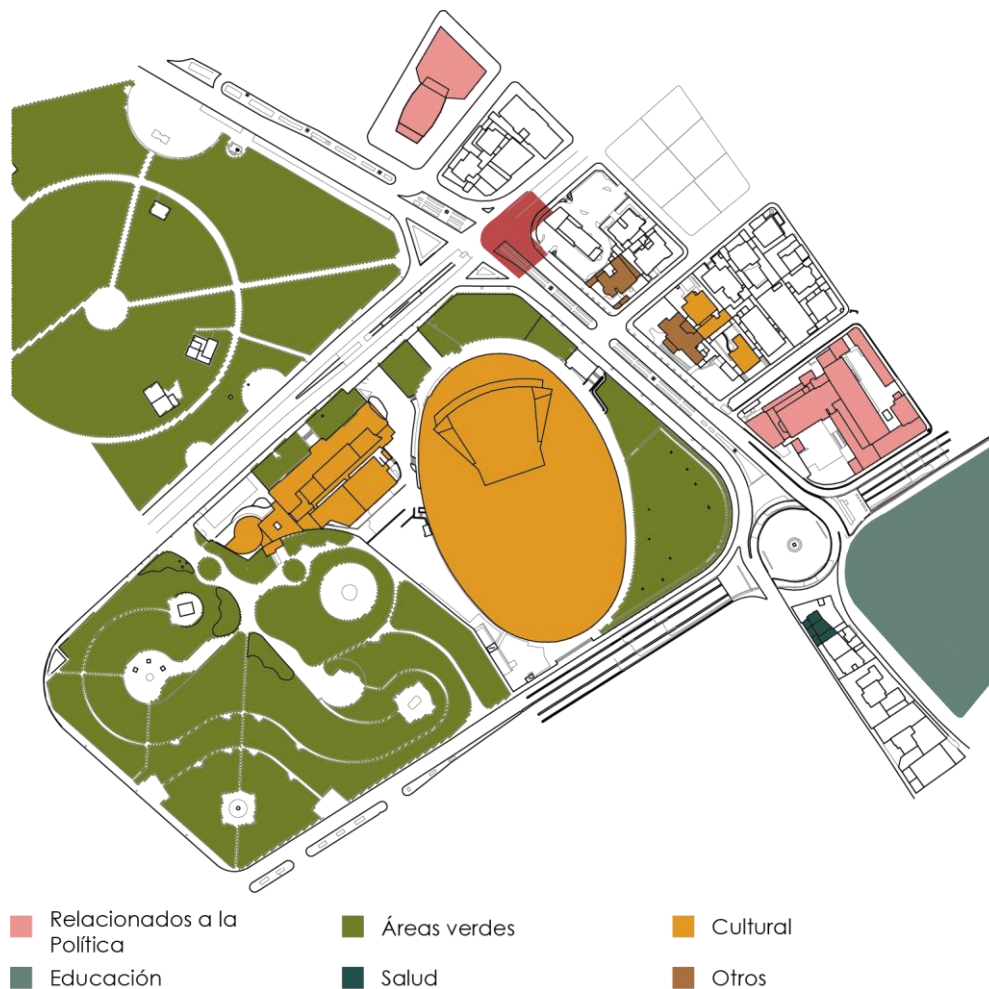 Relacionados a la
Política
Áreas verdes
Cultural
Educación
Salud
Otros